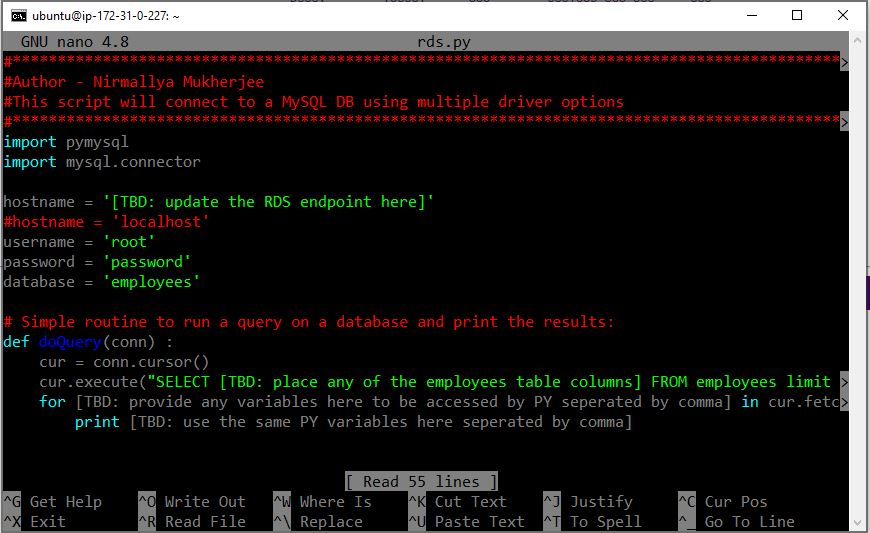 ubuntu@ip-172-31-0-227: ~
GNU nano 4.8 rds.py
#********************************************************************************************>
#Author - Nirmallya Mukherjee
#This script will connect to a MySQL DB using multiple driver options
#********************************************************************************************>
import pymysql
import mysql.connector
hostname = '[TBD: update the RDS endpoint here]'
#hostname = 'localhost'
username = 'root'
password = 'password'
database = 'employees'
# Simple routine to run a query on a database and print the results:
def doQuery(conn) :
    cur = conn.cursor()
    cur.execute("SELECT [TBD: place any of the employees table columns] FROM employees limit >
    for [TBD: provide any variables here to be accessed by PY seperated by comma] in cur.fetc>
        print [TBD: use the same PY variables here seperated by comma]
[ Read 55 lines ]
^G Get Help ^O Write Out ^W Where Is ^K Cut Text ^J Justify ^C Cur Pos
^X Exit ^R Read File ^\ Replace ^U Paste Text ^T To Spell ^_ Go To Line